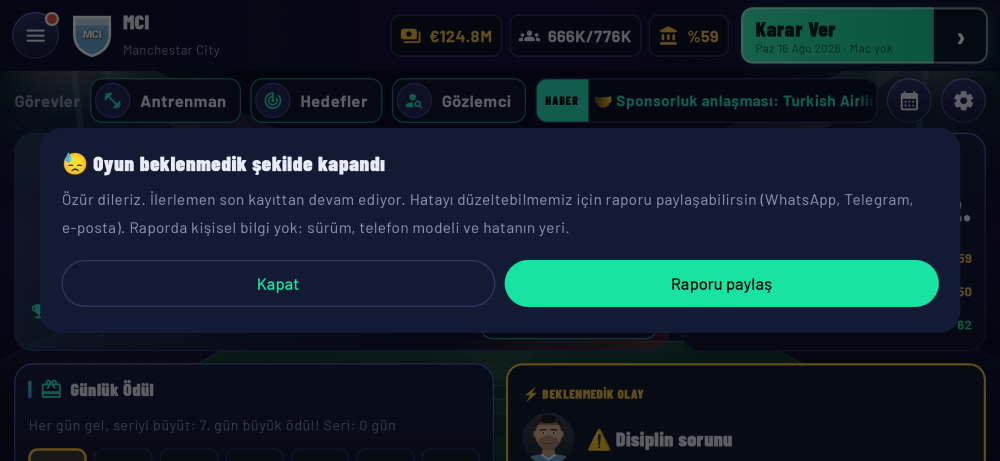 MCI
MCI
Manchestar City
€124.8M
666K/776K
%59
Karar Ver
Paz 16 Ağu 2026 · Maç yok
Görevler
Antrenman
Hedefler
Gözlemci
HABER
Sponsorluk anlaşması: Turkish Airlin
😓 Oyun beklenmedik şekilde kapandı
Özür dileriz. İlerlemen son kayıttan devam ediyor. Hatayı düzeltebilmemiz için raporu paylaşabilirsin (WhatsApp, Telegram,
e-posta). Raporda kişisel bilgi yok: sürüm, telefon modeli ve hatanın yeri.
Kapat
Raporu paylaş
59
50
62
Günlük Ödül
Her gün gel, seriyi büyüt: 7. gün büyük ödül! Seri: 0 gün
⚡ BEKLENMEDİK OLAY
⚠️ Disiplin sorunu